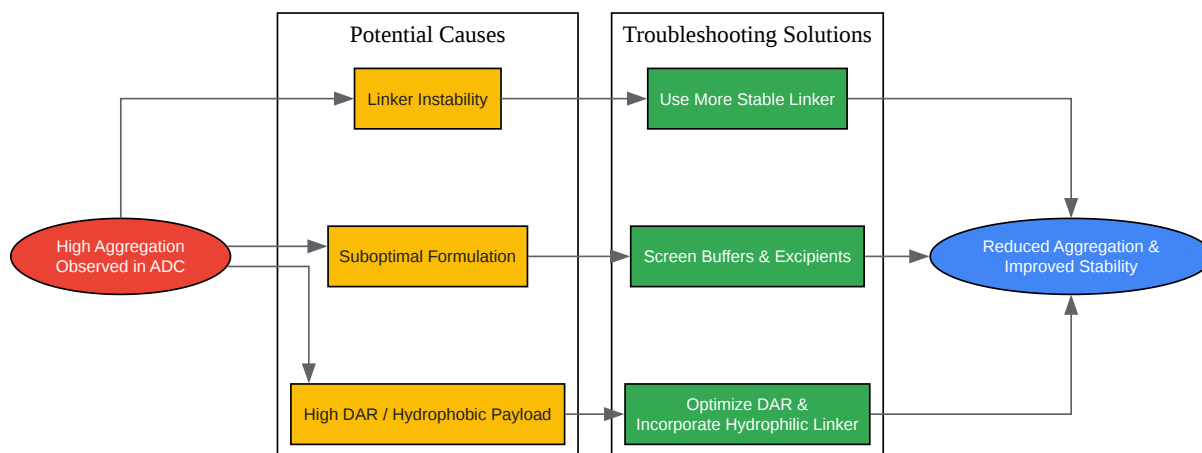 Potential Causes
Troubleshooting Solutions
Linker Instability
Use More Stable Linker
High Aggregation
Observed in ADC
Suboptimal Formulation
Screen Buffers & Excipients
Reduced Aggregation &
Improved Stability
High DAR / Hydrophobic Payload
Optimize DAR &
Incorporate Hydrophilic Linker